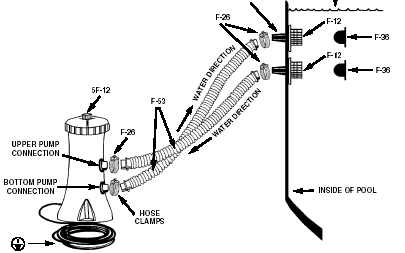 F-26
F-12
F-36
F-12
F-36
WATER DIRECTION
WATER DIRECTION
SF-12
F-53
F-26
UPPER PUMP
CONNECTION
BOTTOM PUMP
CONNECTION
HOSE
CLAMPS
INSIDE OF POOL